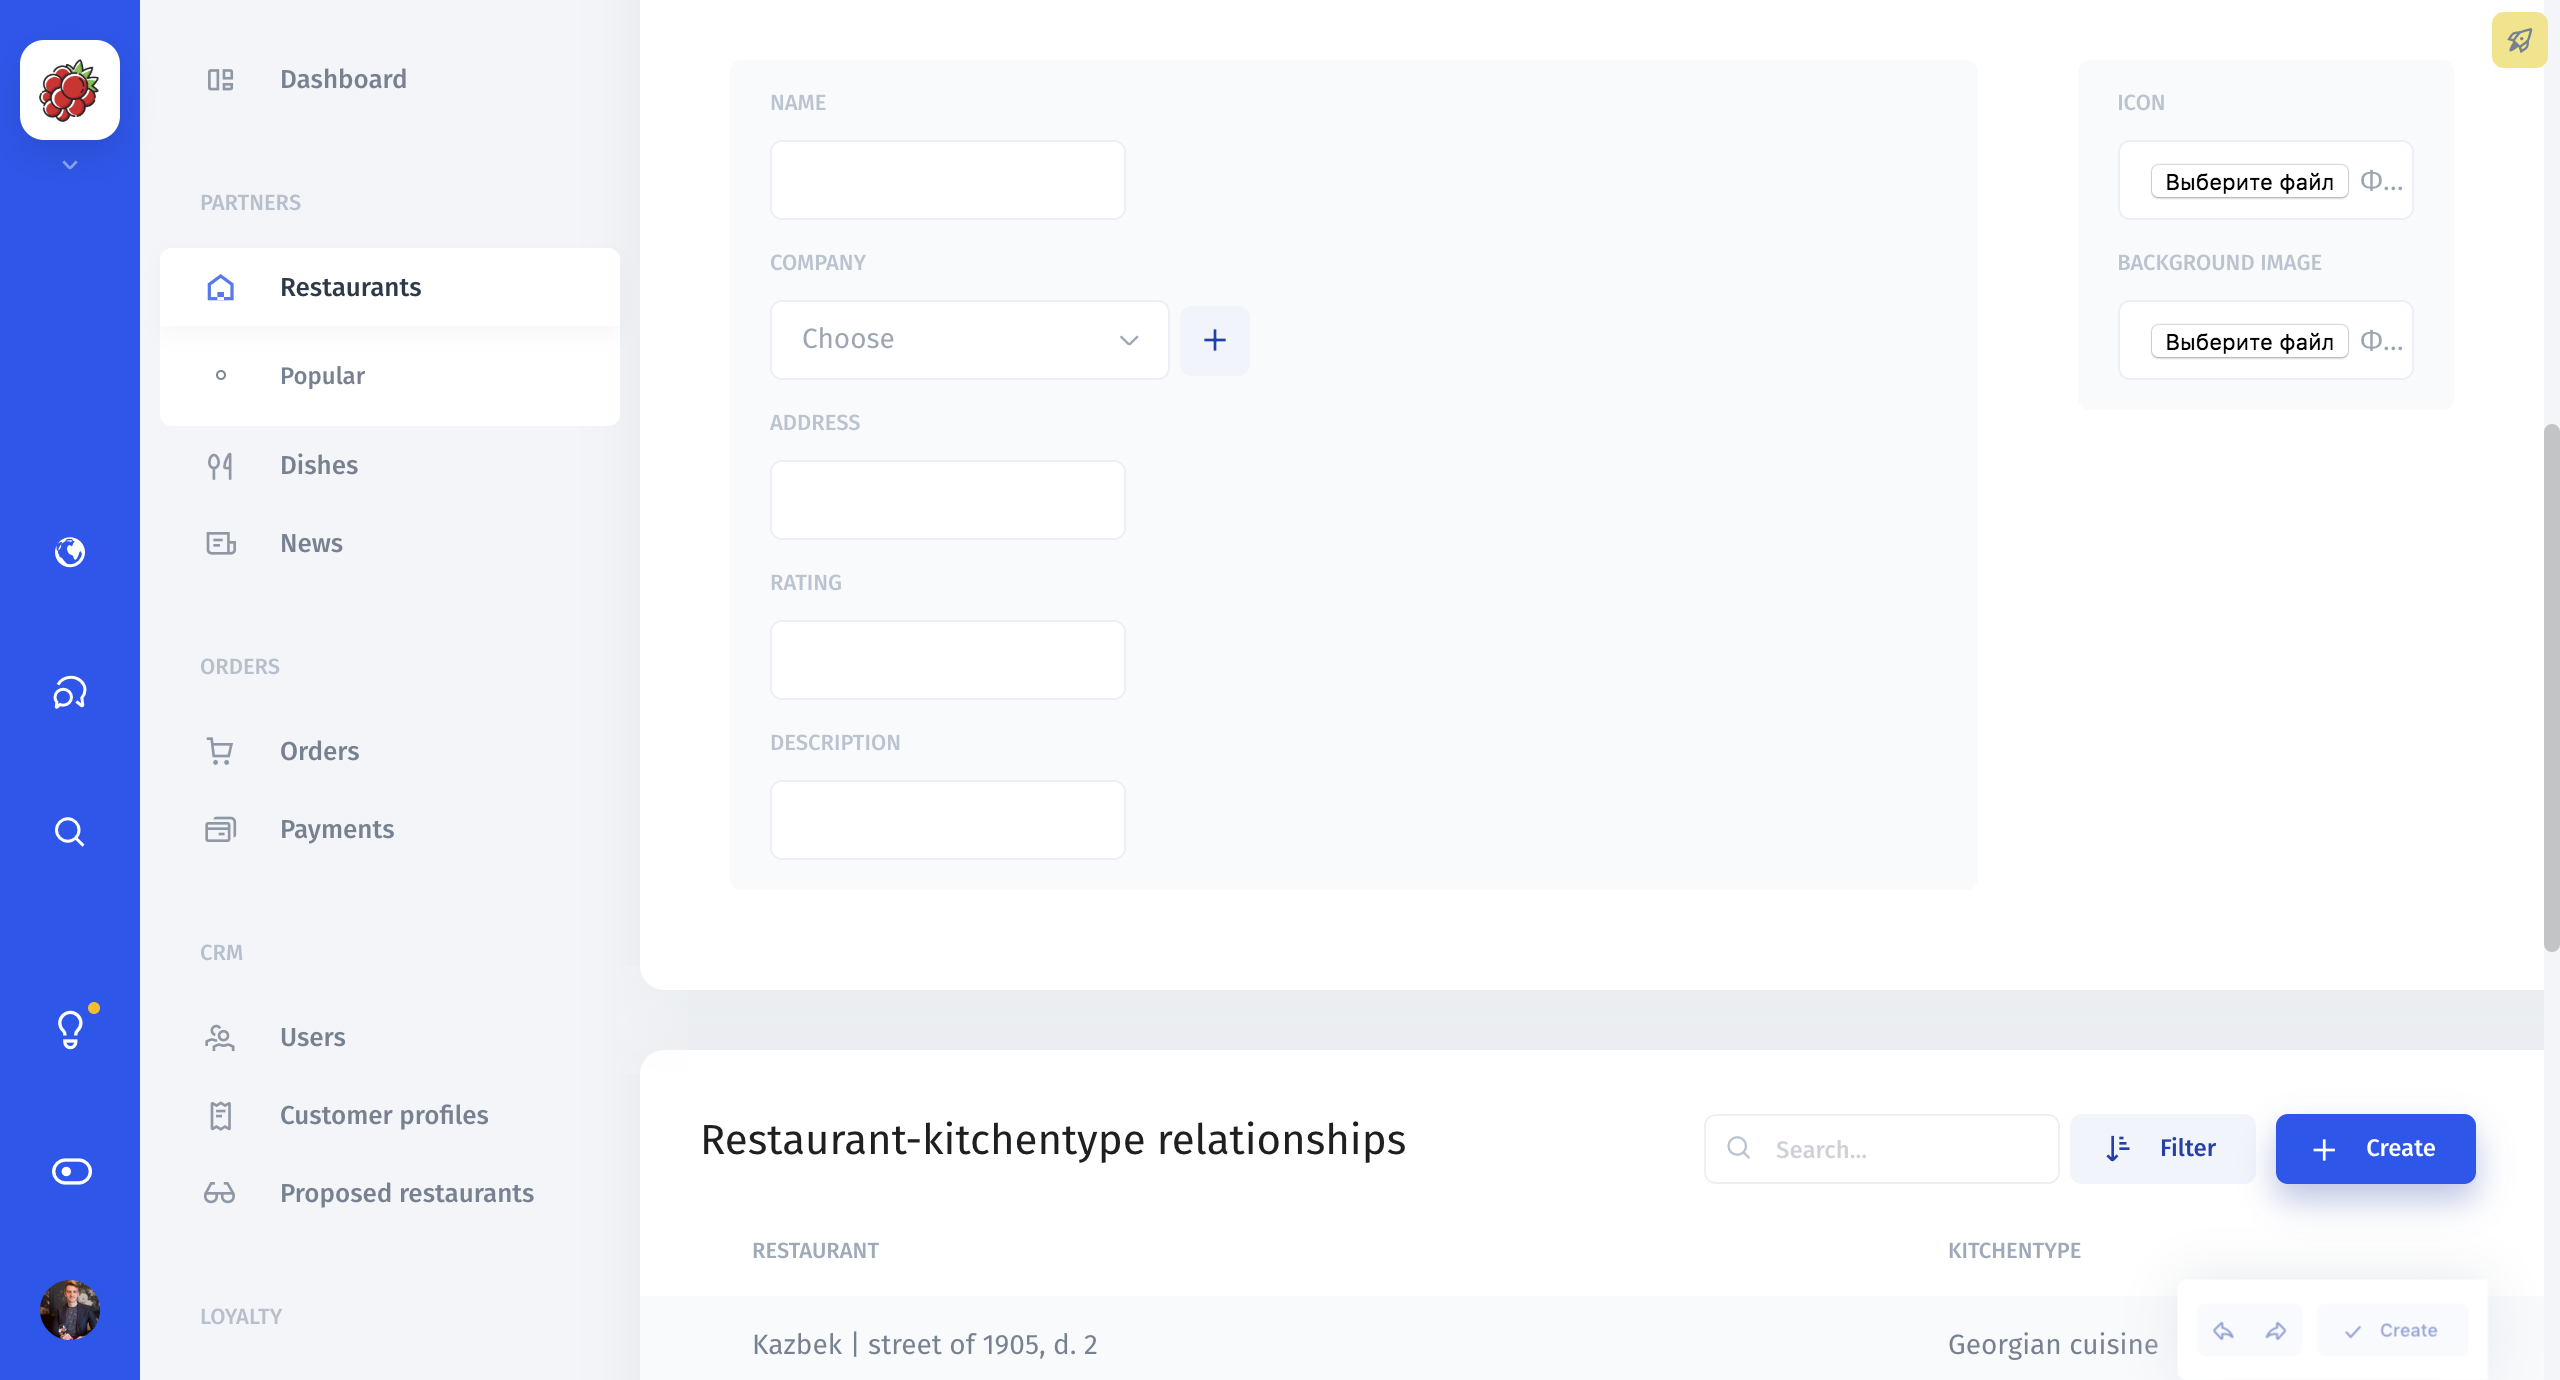 Dashboard
PARTNERS
Restaurants
Popular
Dishes
News
ORDERS
Orders
Payments
CRM
Users
Customer profiles
Proposed restaurants
LOYALTY
NAME
COMPANY
Choose
ADDRESS
RATING
DESCRIPTION
ICON
Выберите файл Ф...
BACKGROUND IMAGE
Выберите файл Ф...
Restaurant-kitchentype relationships
Search...
Filter
Create
RESTAURANT KITCHENTYPE
Kazbek | street of 1905, d. 2 Georgian cuisine
Create